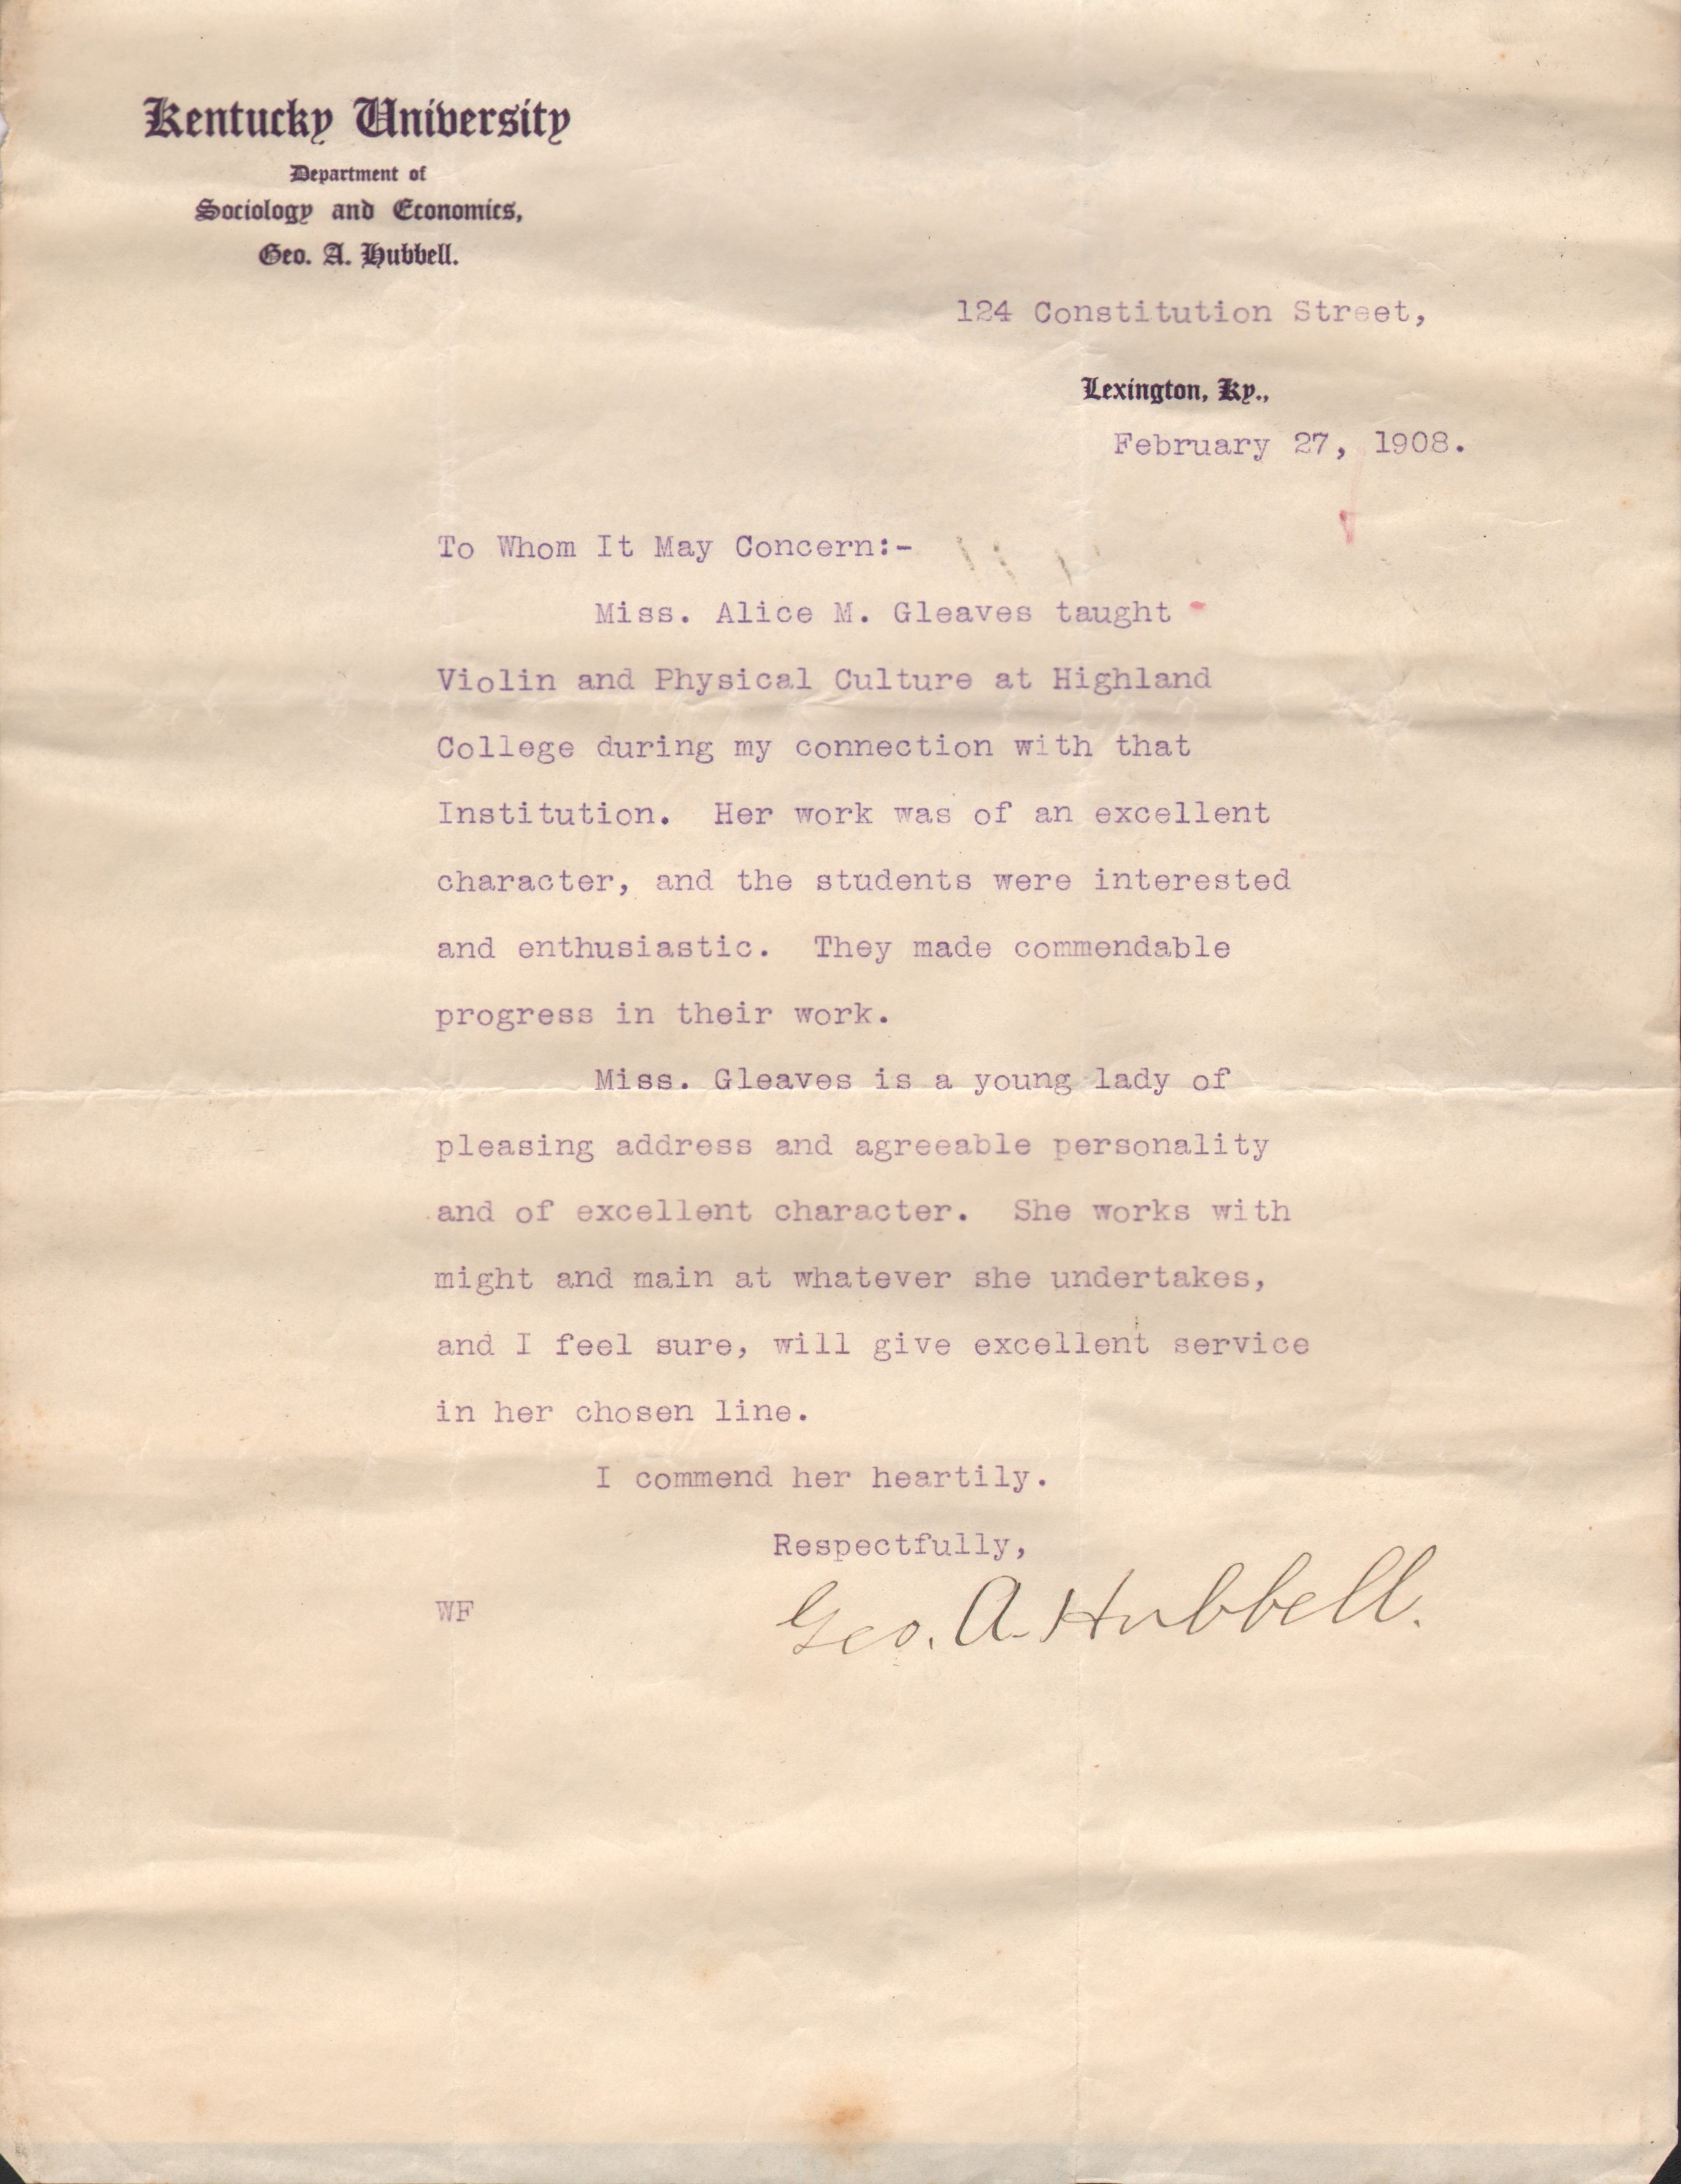 Kentucky University
Department of
Sociology and Economics,
Geo. A. Hubbell.
124 Constitution Street,
Lexington, Ky.,
February 27, 1908.
To Whom It May Concern:-
Miss. Alice M. Gleaves taught
Violin and Physical Culture at Highland
College during my connection with that
Institution. Her work was of an excellent
character, and the students were interested
and enthusiastic. They made commendable
progress in their work.
Miss. Gleaves is a young lady of
pleasing address and agreeable personality
and of excellent character. She works with
might and main at whatever she undertakes,
and I feel sure, will give excellent service
in her chosen line.
I commend her heartily.
Respectfully,
WF
Geo. A. Hubbell.